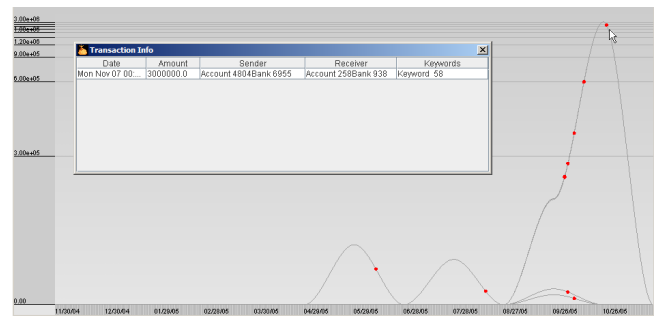 3.00e+06
1.80e+06
1.20e+06
9.00e+05
Transaction Info
Date Amount Sender Receiver Keywords
Mon Nov 07 00:... 3000000.0 Account 4804Bank 6955 Account 258Bank 938 Keyword 58
6.00e+05
3.00e+05
0.00
11/30/04 12/30/04 01/29/05 02/28/05 03/30/05 04/29/05 05/29/05 06/28/05 07/28/05 08/27/05 09/26/05 10/26/05